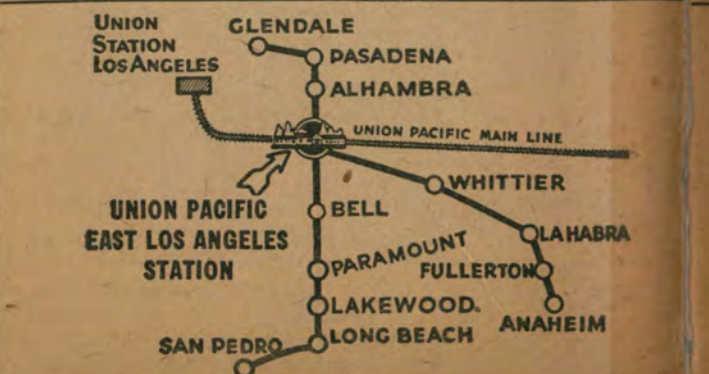 UNION
STATION
LOS ANGELES
GLENDALE
PASADENA
ALHAMBRA
UNION PACIFIC MAIN LINE
WHITTIER
UNION PACIFIC
EAST LOS ANGELES
STATION
BELL
LA HABRA
PARAMOUNT
FULLERTON
LAKEWOOD
ANAHEIM
SAN PEDRO
LONG BEACH